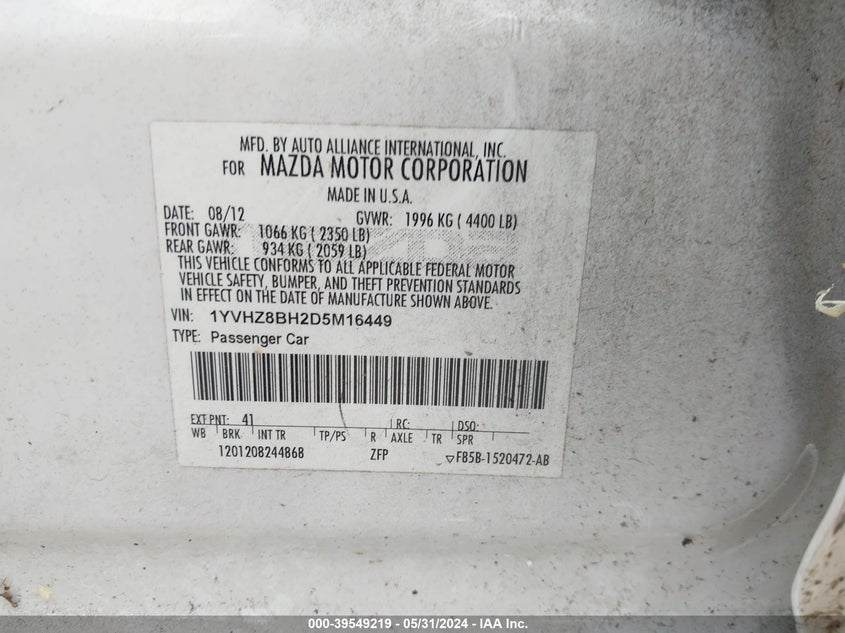 MFD. BY AUTO ALLIANCE INTERNATIONAL, INC.
FOR MAZDA MOTOR CORPORATION
MADE IN U.S.A.
DATE: 08/12 GVWR: 1996 KG ( 4400 LB)
FRONT GAWR: 1066 KG ( 2350 LB)
REAR GAWR: 934 KG ( 2059 LB)
THIS VEHICLE CONFORMS TO ALL APPLICABLE FEDERAL MOTOR
VEHICLE SAFETY, BUMPER, AND THEFT PREVENTION STANDARDS
IN EFFECT ON THE DATE OF MANUFACTURE SHOWN ABOVE.
VIN: 1YVHZ8BH2D5M16449
TYPE: Passenger Car
EXT PNT: 41 RC: DSO:
WB BRK INT TR TP/PS R AXLE TR SPR
1201208244868 ZFP ▽F85B-1520472-AB
000-39549219 - 05/31/2024 - IAA Inc.